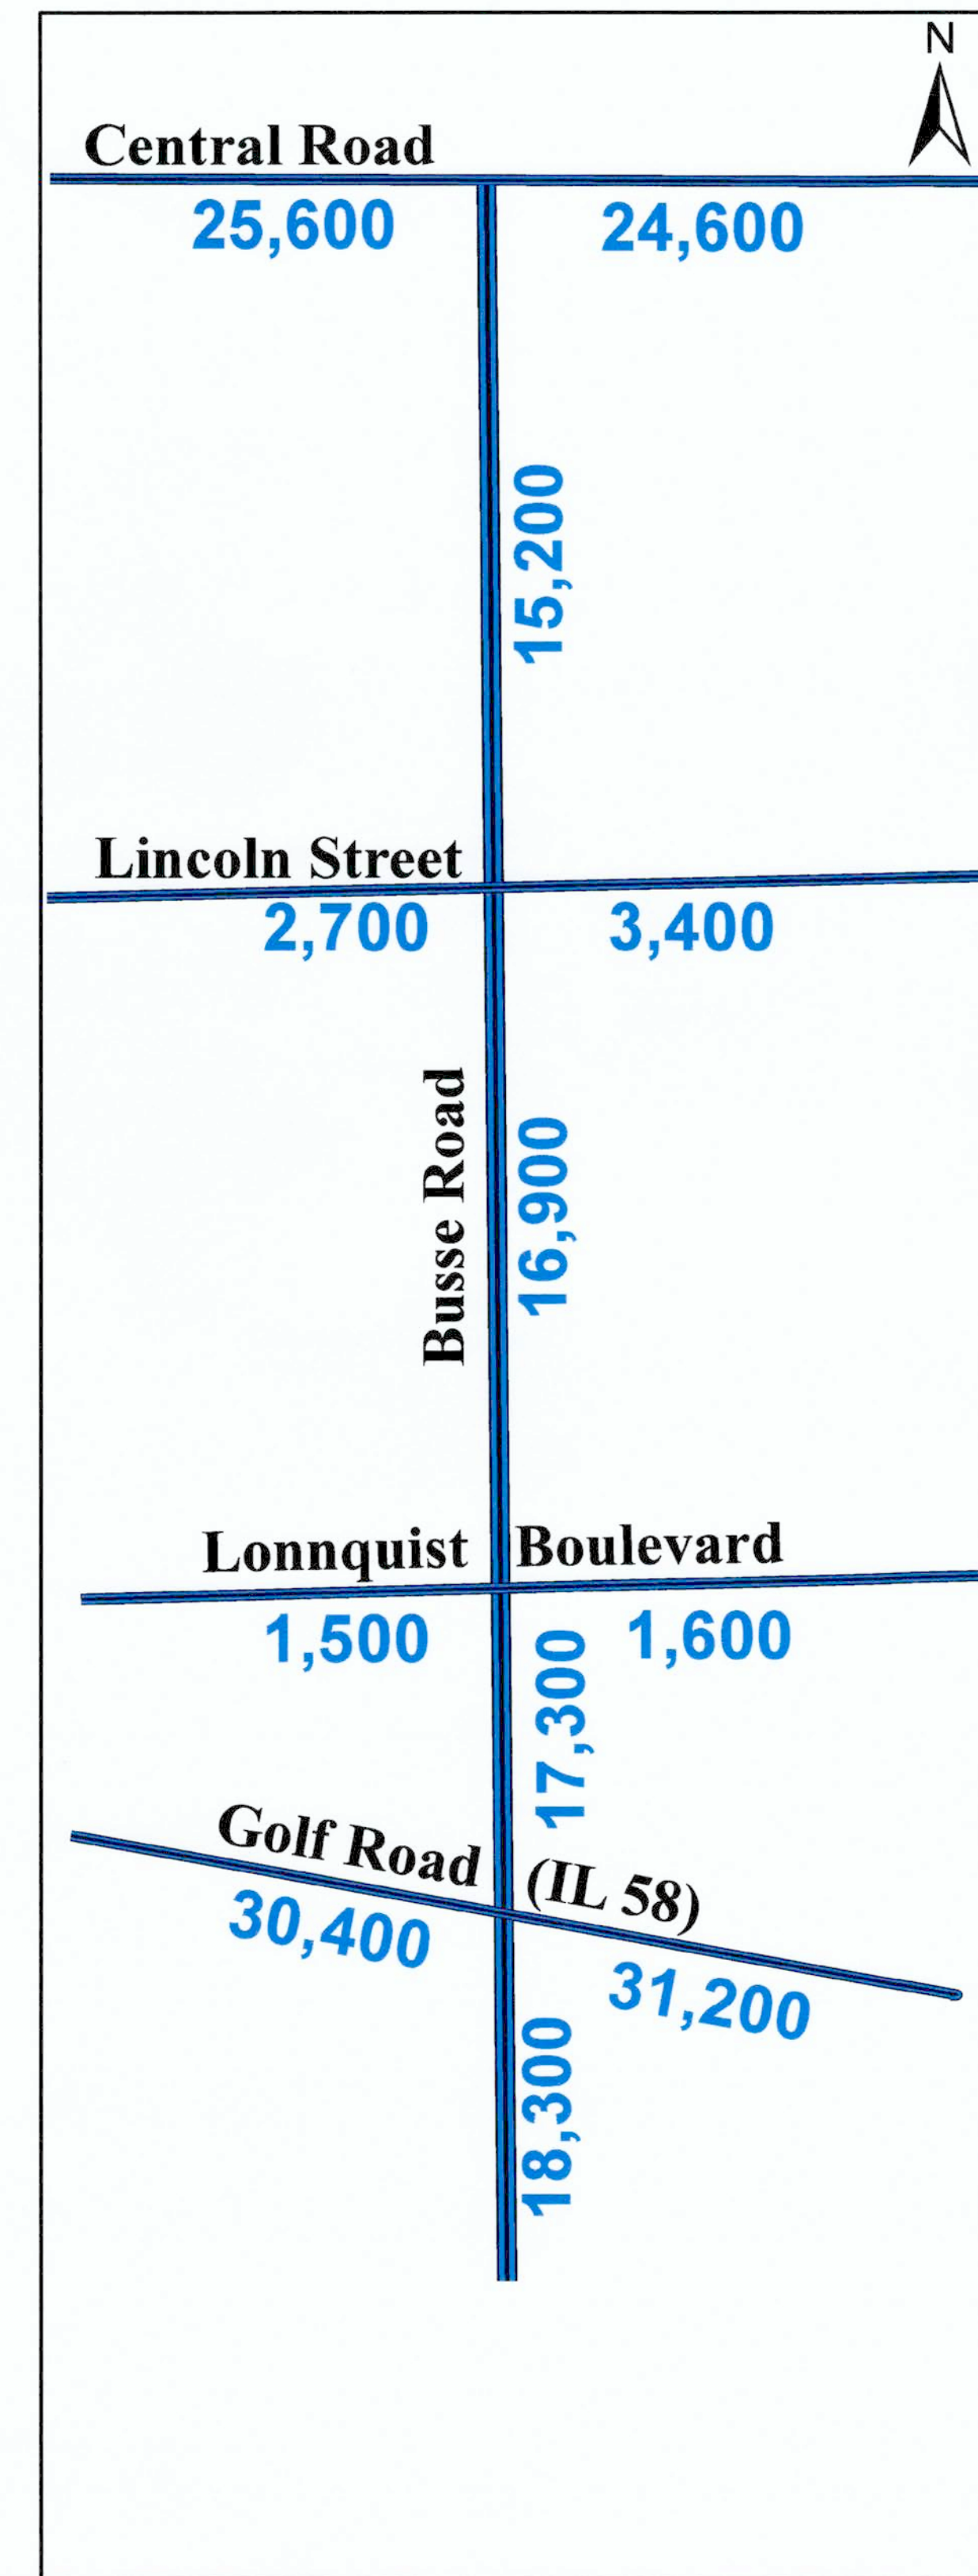 N
Central Road
25,600
24,600
15,200
Lincoln Street
2,700
3,400
Busse Road
16,900
Lonnquist Boulevard
1,500
1,600
17,300
Golf Road (IL 58)
30,400
31,200
18,300